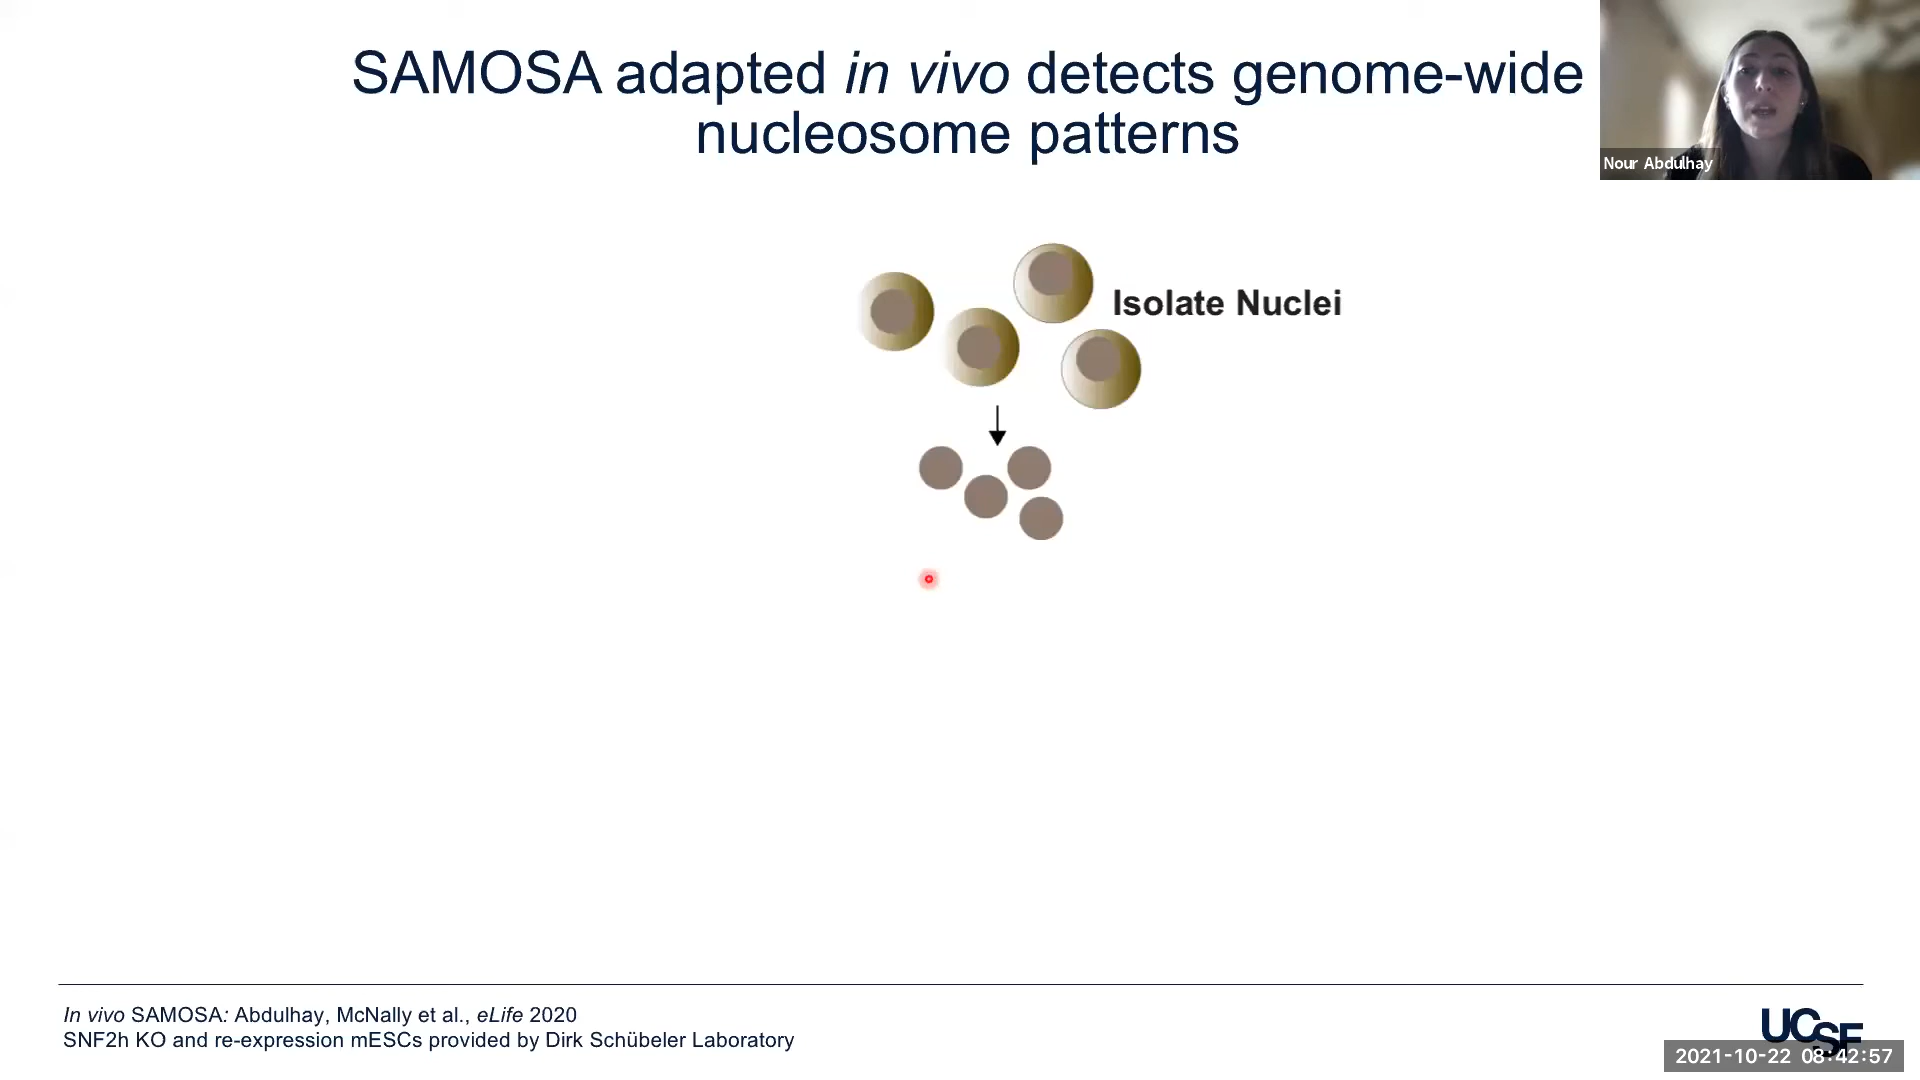 SAMOSA adapted in vivo detects genome-wide
nucleosome patterns
Nour Abdulhay
Isolate Nuclei
In vivo SAMOSA: Abdulhay, McNally et al., eLife 2020
SNF2h KO and re-expression mESCs provided by Dirk Schübeler Laboratory
UCSF
2021-10-22 08:42:57